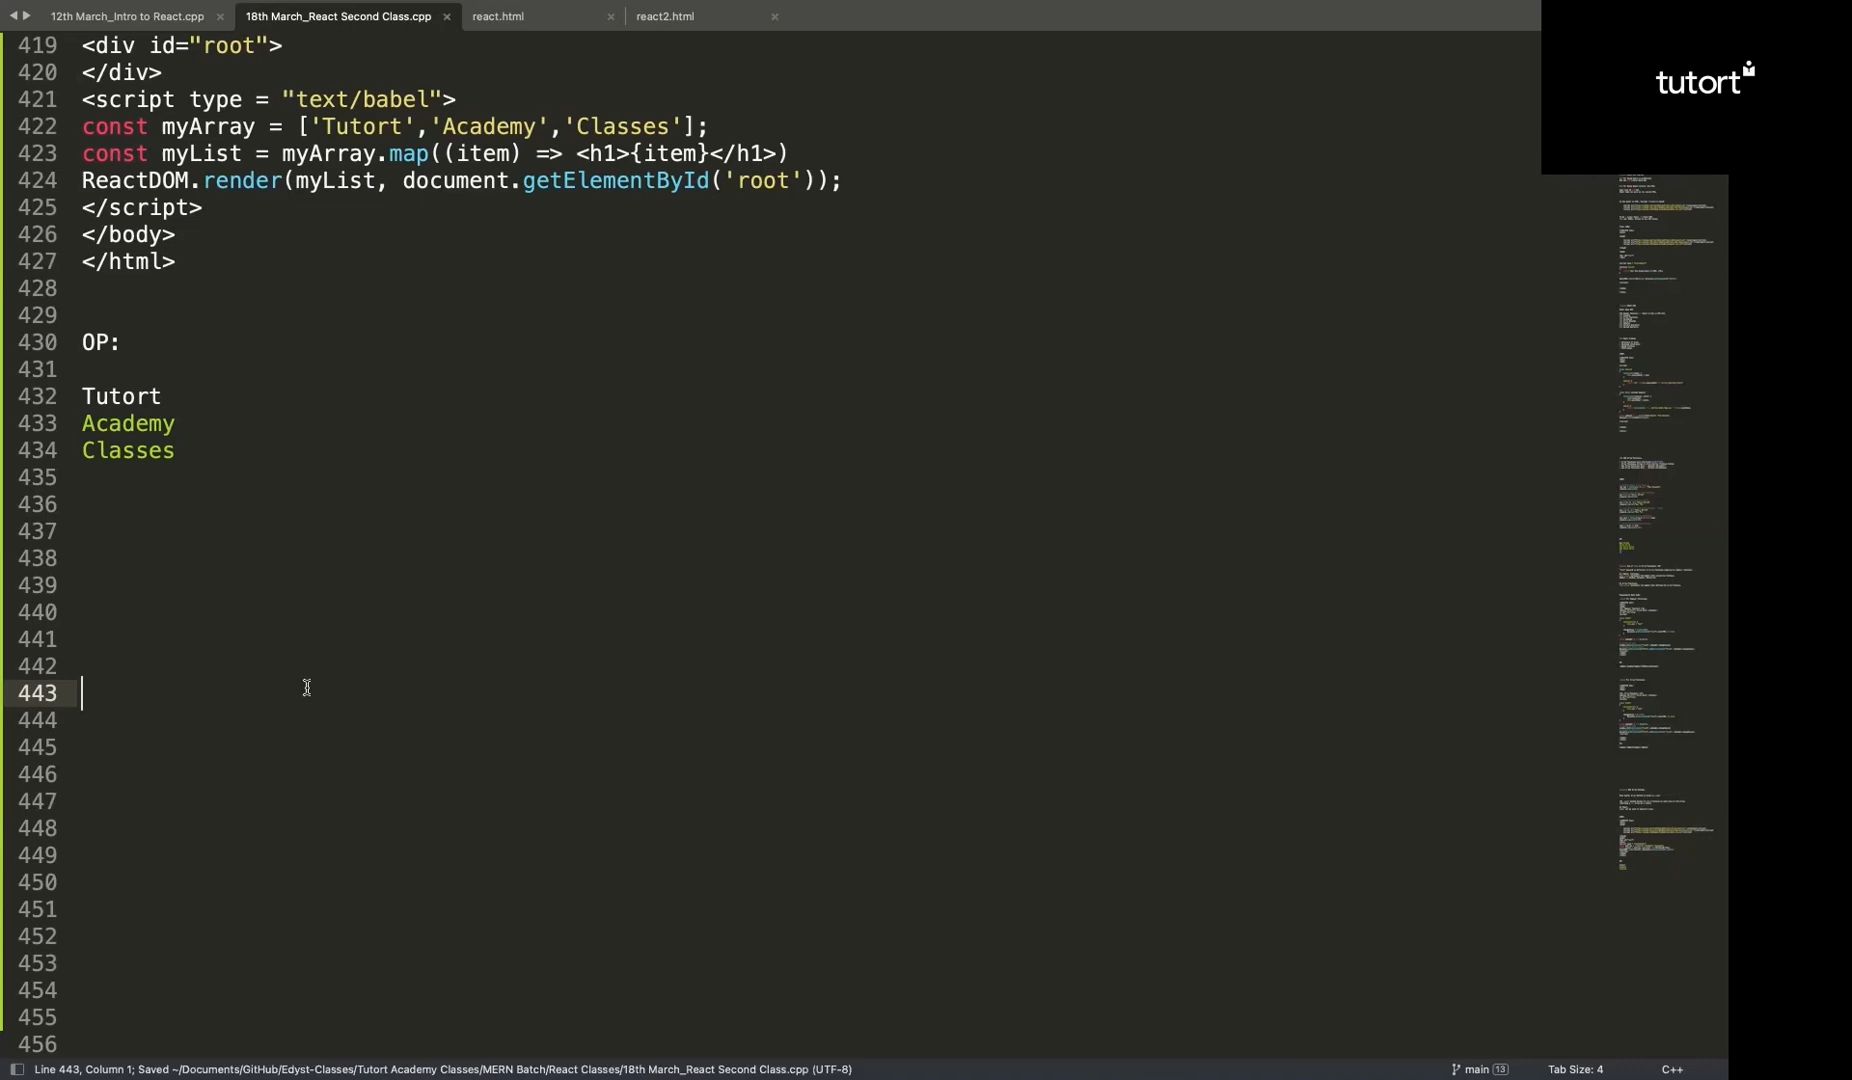 12th March_Intro to React.cpp
18th March_React Second Class.cpp
react.html
react2.html
tutort
419 <div id="root">
420 </div>
421 <script type = "text/babel">
422 const myArray = ['Tutort','Academy','Classes'];
423 const myList = myArray.map((item) => <h1>{item}</h1>)
424 ReactDOM.render(myList, document.getElementById('root'));
425 </script>
426 </body>
427 </html>
428
429
430 OP:
431
432 Tutort
433 Academy
434 Classes
435
436
437
438
439
440
441
442
443
444
445
446
447
448
449
450
451
452
453
454
455
456
Line 443, Column 1; Saved ~/Documents/GitHub/Edyst-Classes/Tutort Academy Classes/MERN Batch/React Classes/18th March_React Second Class.cpp (UTF-8)
main 13
Tab Size: 4
C++